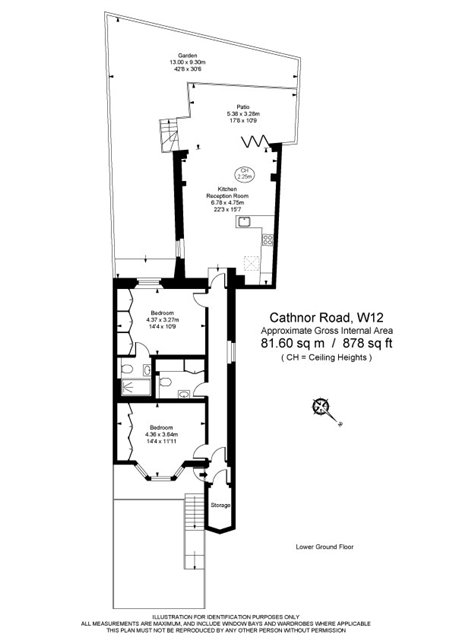 Garden
13.00 x 9.30m
42'8 x 30'6
Patio
5.36 x 3.28m
17'8 x 10'9
CH
2.25m
Kitchen
Reception Room
6.78 x 4.75m
22'3 x 15'7
Bedroom
4.37 x 3.27m
14'4 x 10'9
Cathnor Road, W12
Approximate Gross Internal Area
81.60 sq m / 878 sq ft
( CH = Ceiling Heights )
N
Bedroom
4.36 x 3.64m
14'4 x 11'11
Storage
Lower Ground Floor
ILLUSTRATION FOR IDENTIFICATION PURPOSES ONLY
ALL MEASUREMENTS ARE MAXIMUM, AND INCLUDE WINDOW BAYS AND WARDROBES WHERE APPLICABLE
THIS PLAN MUST NOT BE REPRODUCED BY ANY OTHER PERSON WITHOUT PERMISSION